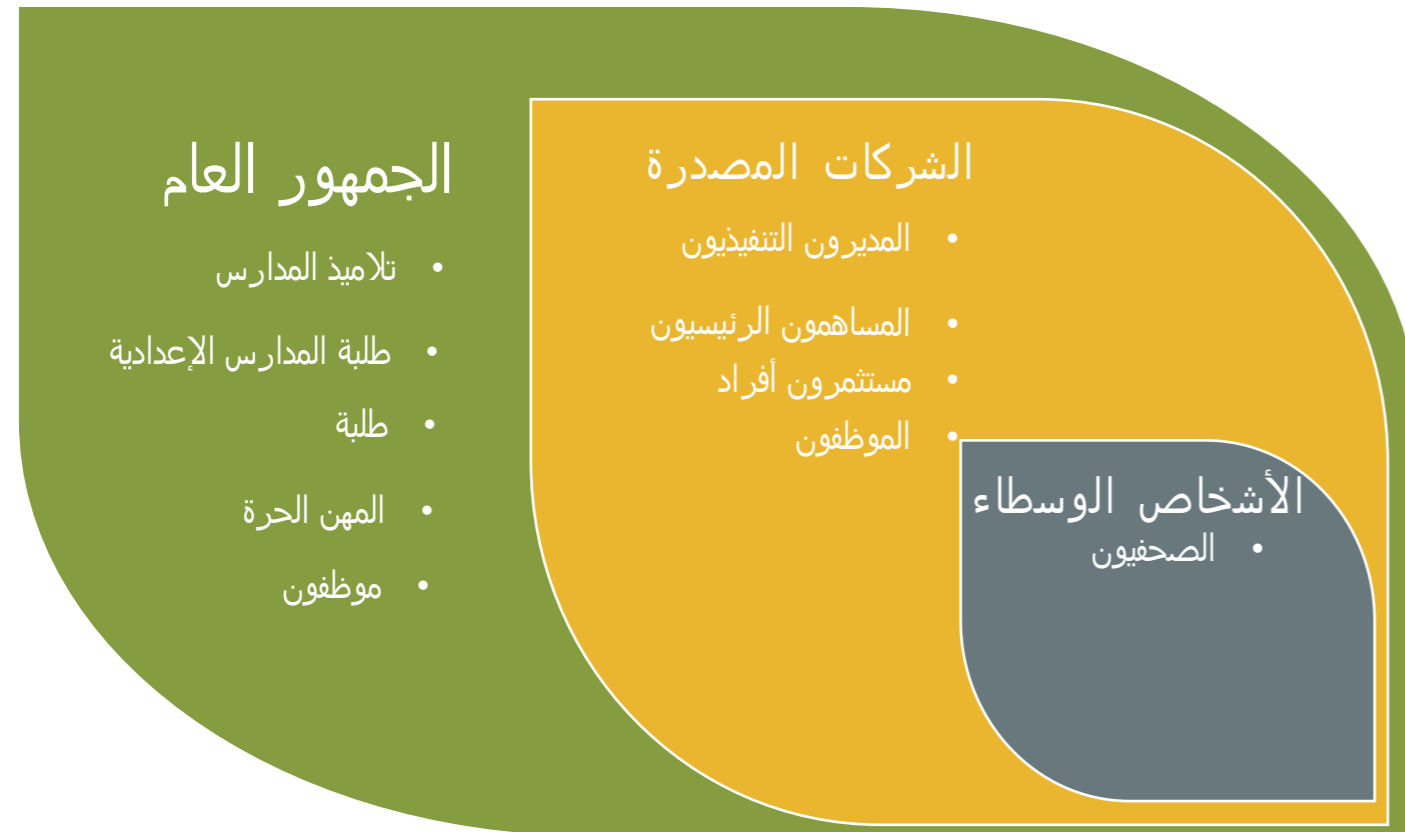 الجمهور العام
• تلاميذ المدارس
• طلبة المدارس الإعدادية
• طلبة
• المهن الحرة
• موظفون
الشركات المصدرة
• المديرون التنفيذيون
• المساهمون الرئيسيون
• مستثمرون أفراد
• الموظفون
الأشخاص الوسطاء
• الصحفيون